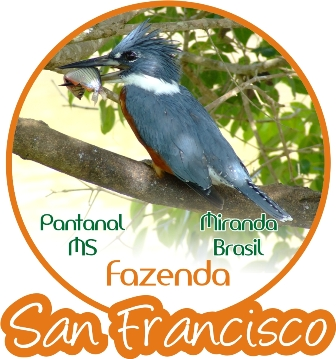 Pantanal
MS
Miranda
Brasil
Fazenda
San Francisco